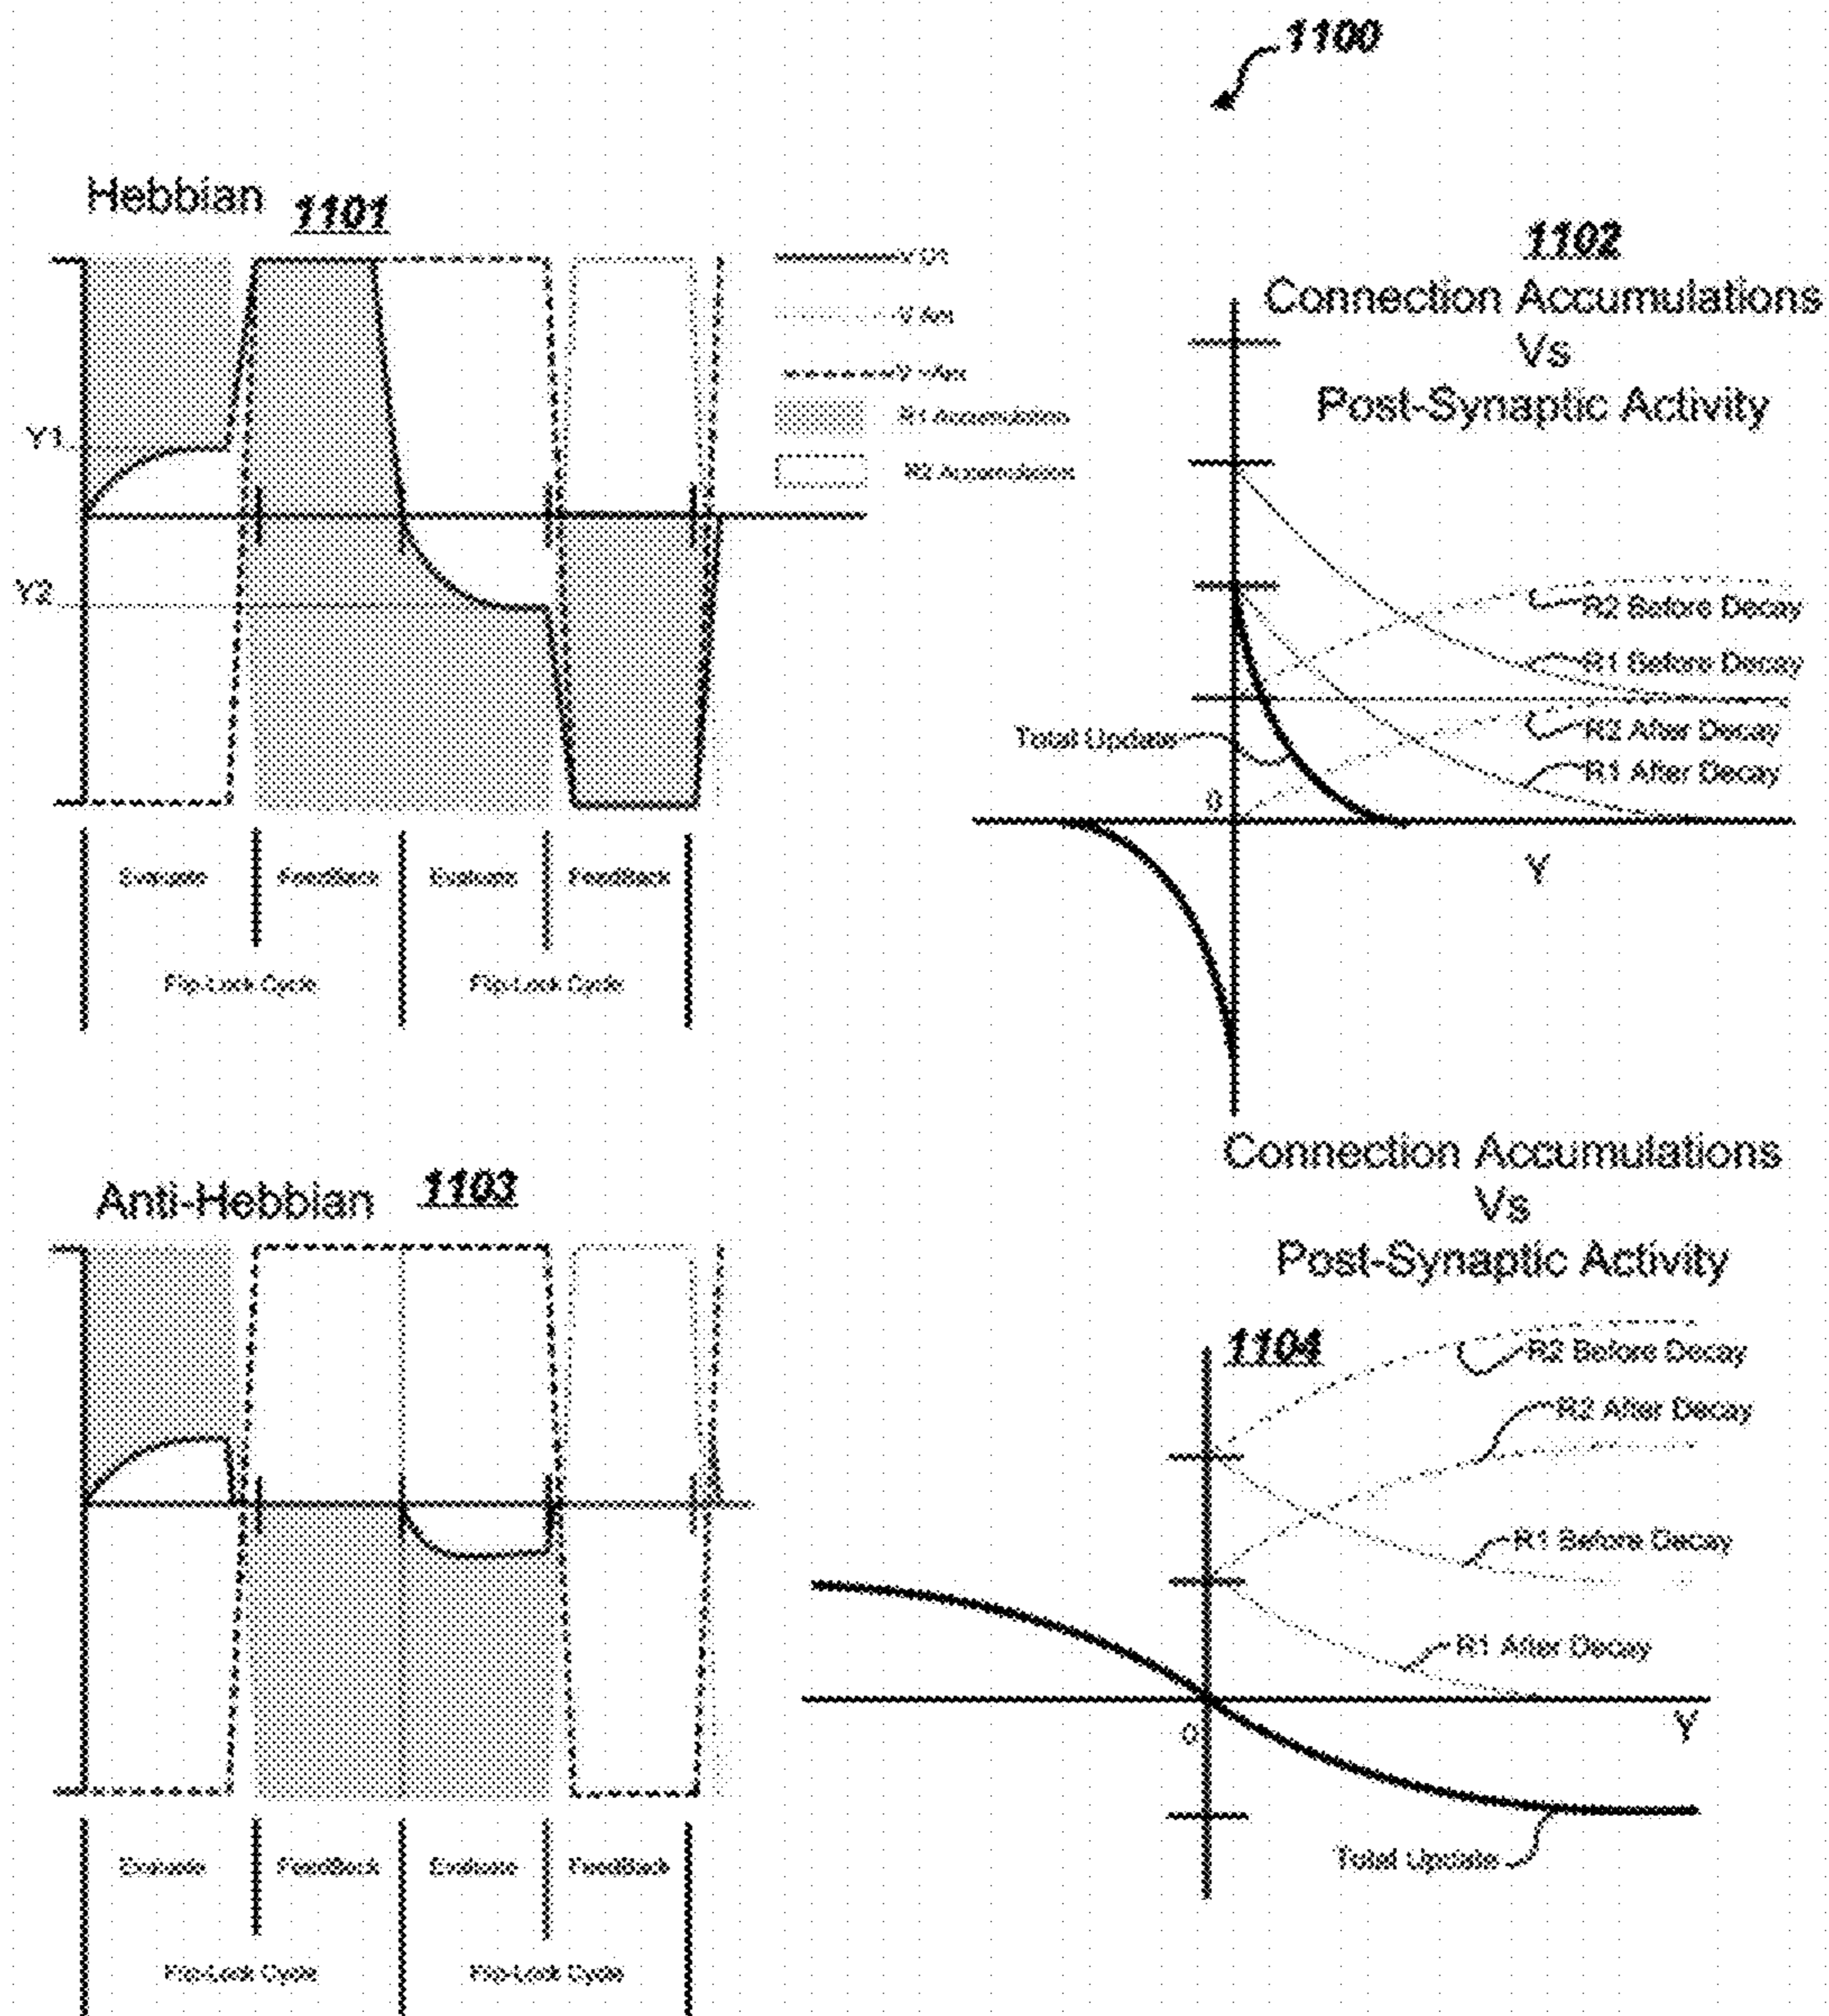 1100
Hebbian 1101
R1 Accumulation
R2 Accumulation
Y1
Y2
Evaluate FeedBack Evaluate FeedBack
Flip-Lock Cycle Flip-Lock Cycle
1102
Connection Accumulations
Vs
Post-Synaptic Activity
R2 Before Decay
R1 Before Decay
R2 After Decay
R1 After Decay
Total Update
0
Y
Anti-Hebbian 1103
Evaluate FeedBack Evaluate FeedBack
Flip-Lock Cycle Flip-Lock Cycle
Connection Accumulations
Vs
Post-Synaptic Activity
1104
R2 Before Decay
R2 After Decay
R1 Before Decay
R1 After Decay
0
Y
Total Update